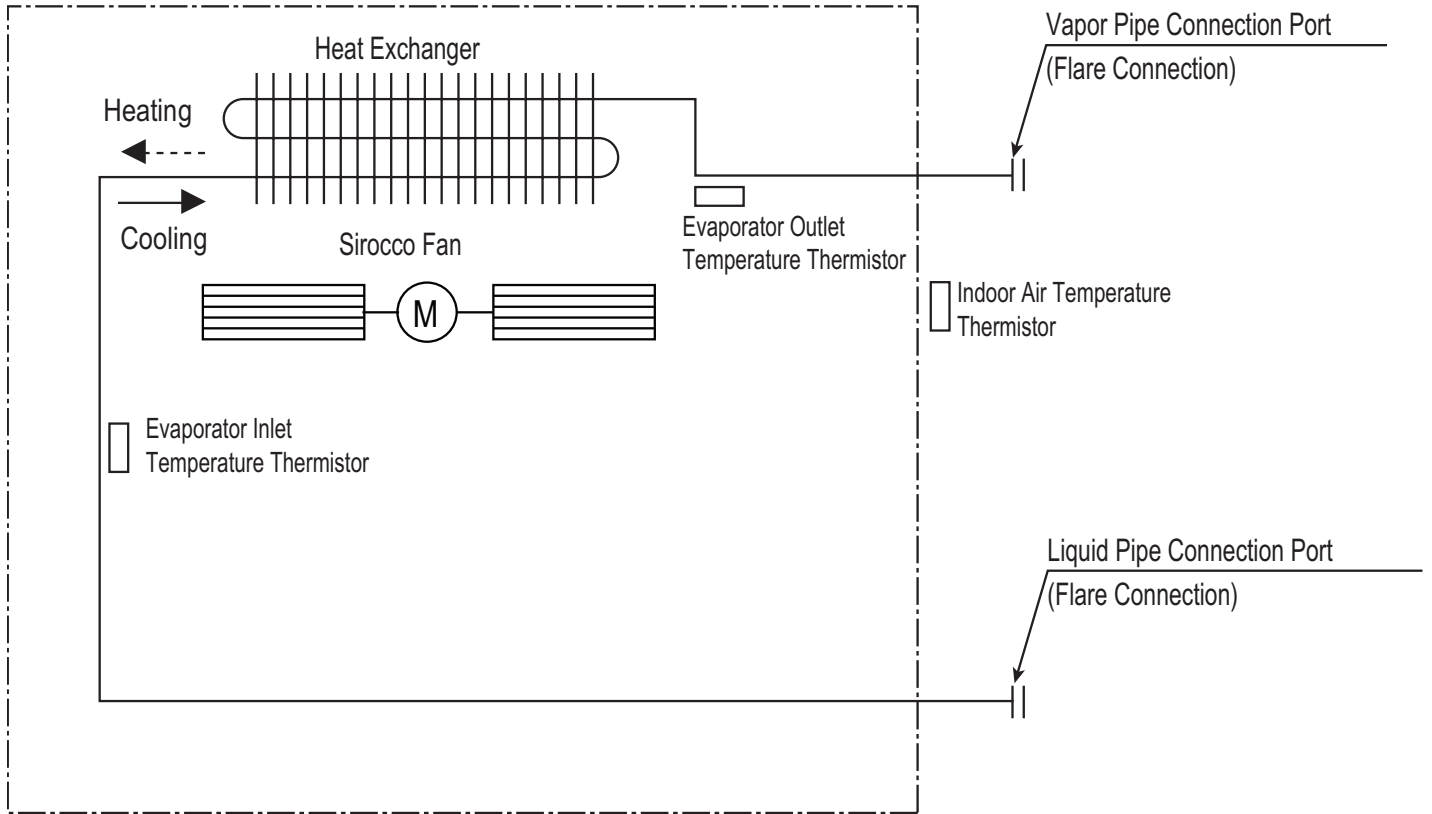 Heat Exchanger
Vapor Pipe Connection Port
(Flare Connection)
Heating
Cooling
Sirocco Fan
M
Evaporator Outlet
Temperature Thermistor
Indoor Air Temperature
Thermistor
Evaporator Inlet
Temperature Thermistor
Liquid Pipe Connection Port
(Flare Connection)